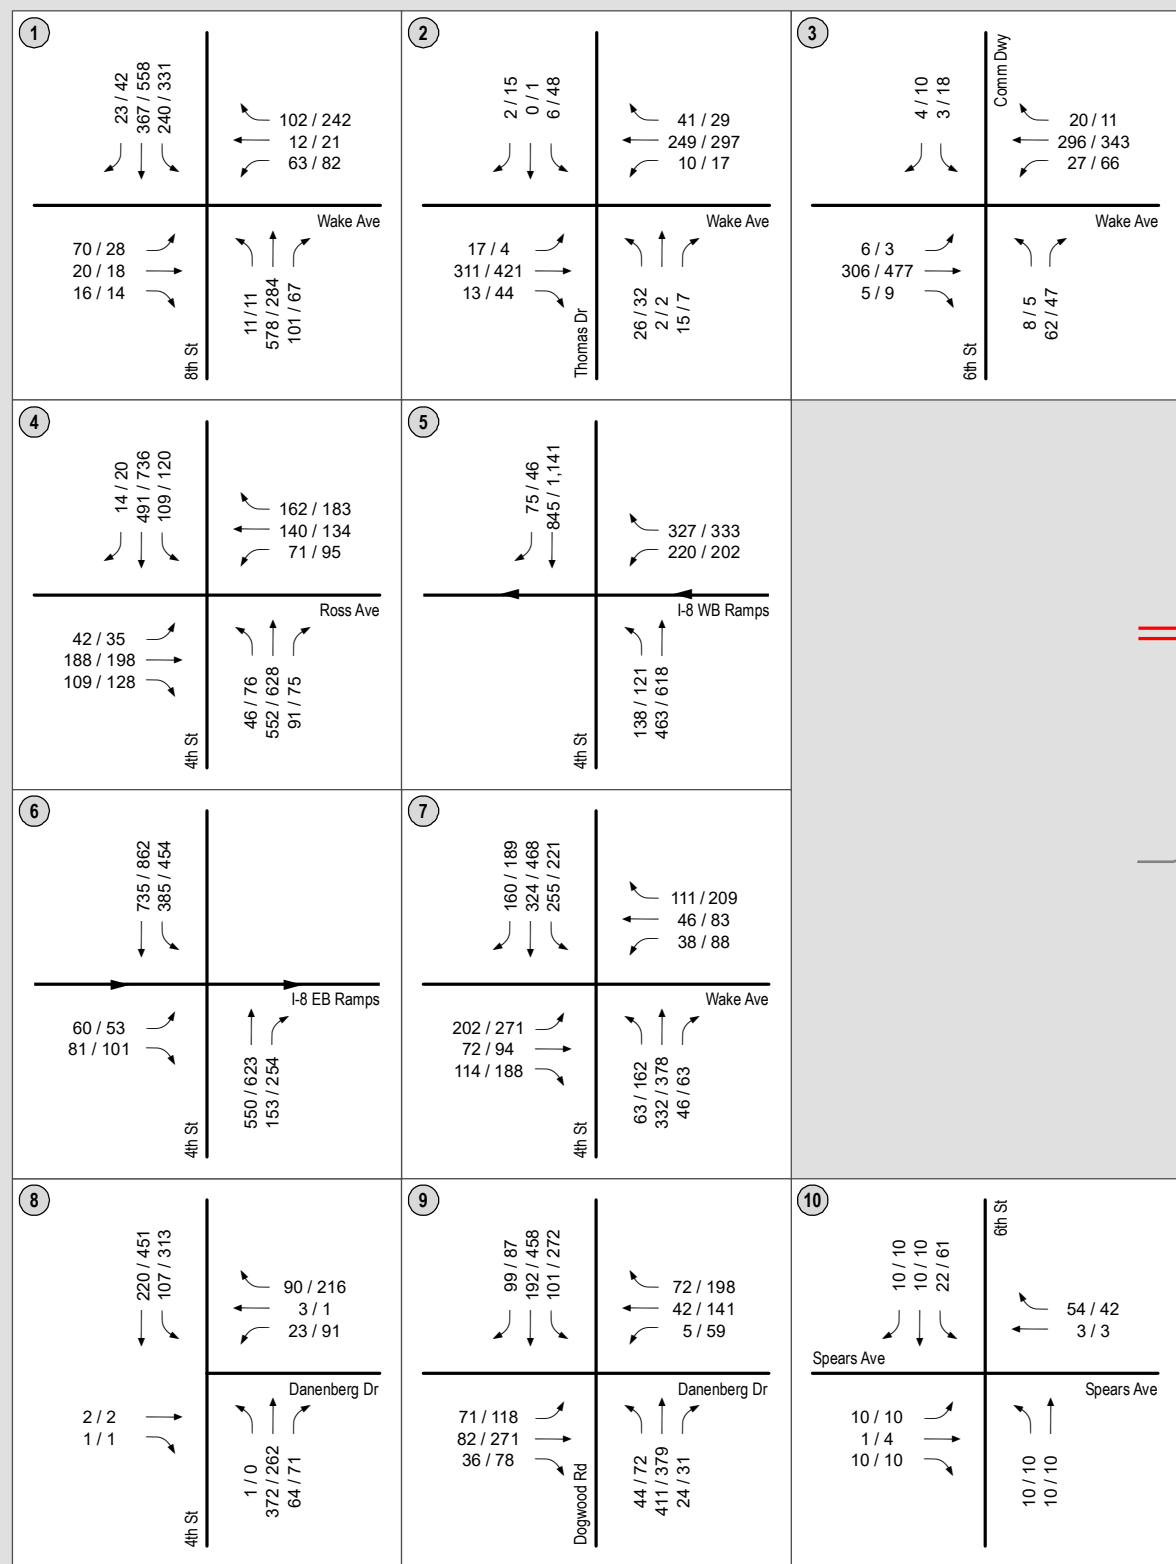 1
23 / 42
367 / 558
240 / 331
102 / 242
12 / 21
63 / 82
Wake Ave
70 / 28
20 / 18
16 / 14
11 / 11
578 / 284
101 / 67
8th St
2
2 / 15
0 / 1
6 / 48
41 / 29
249 / 297
10 / 17
Wake Ave
17 / 4
311 / 421
13 / 44
26 / 32
2 / 2
15 / 7
Thomas Dr
3
4 / 10
3 / 18
Comm Dwy
20 / 11
296 / 343
27 / 66
Wake Ave
6 / 3
306 / 477
5 / 9
8 / 5
62 / 47
6th St
4
14 / 20
491 / 736
109 / 120
162 / 183
140 / 134
71 / 95
Ross Ave
42 / 35
188 / 198
109 / 128
46 / 76
552 / 628
91 / 75
4th St
5
75 / 46
845 / 1,141
327 / 333
220 / 202
I-8 WB Ramps
138 / 121
463 / 618
4th St
6
735 / 862
385 / 454
I-8 EB Ramps
60 / 53
81 / 101
550 / 623
153 / 254
4th St
7
160 / 189
324 / 468
255 / 221
111 / 209
46 / 83
38 / 88
Wake Ave
202 / 271
72 / 94
114 / 188
63 / 162
332 / 378
46 / 63
4th St
8
220 / 451
107 / 313
90 / 216
3 / 1
23 / 91
Danenberg Dr
2 / 2
1 / 1
1 / 0
372 / 262
64 / 71
4th St
9
99 / 87
192 / 458
101 / 272
72 / 198
42 / 141
5 / 59
Danenberg Dr
71 / 118
82 / 271
36 / 78
44 / 72
411 / 379
24 / 31
Dogwood Rd
10
10 / 10
10 / 10
22 / 61
6th St
54 / 42
3 / 3
Spears Ave
Spears Ave
10 / 10
1 / 4
10 / 10
10 / 10
10 / 10